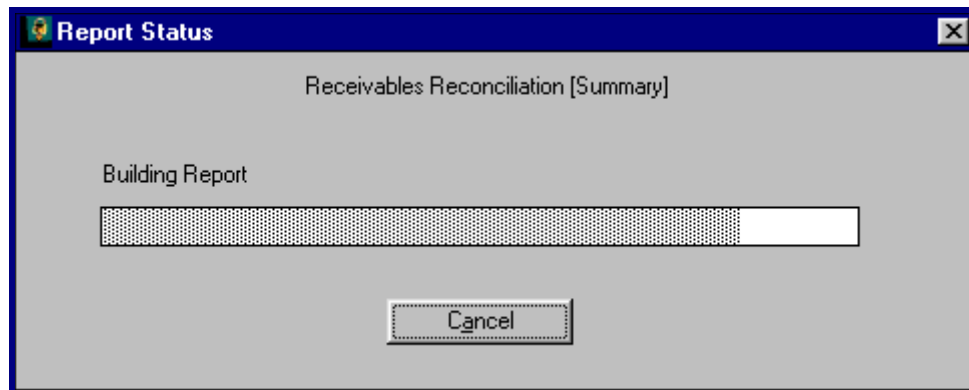 Report Status
Receivables Reconciliation [Summary]
Building Report
Cancel